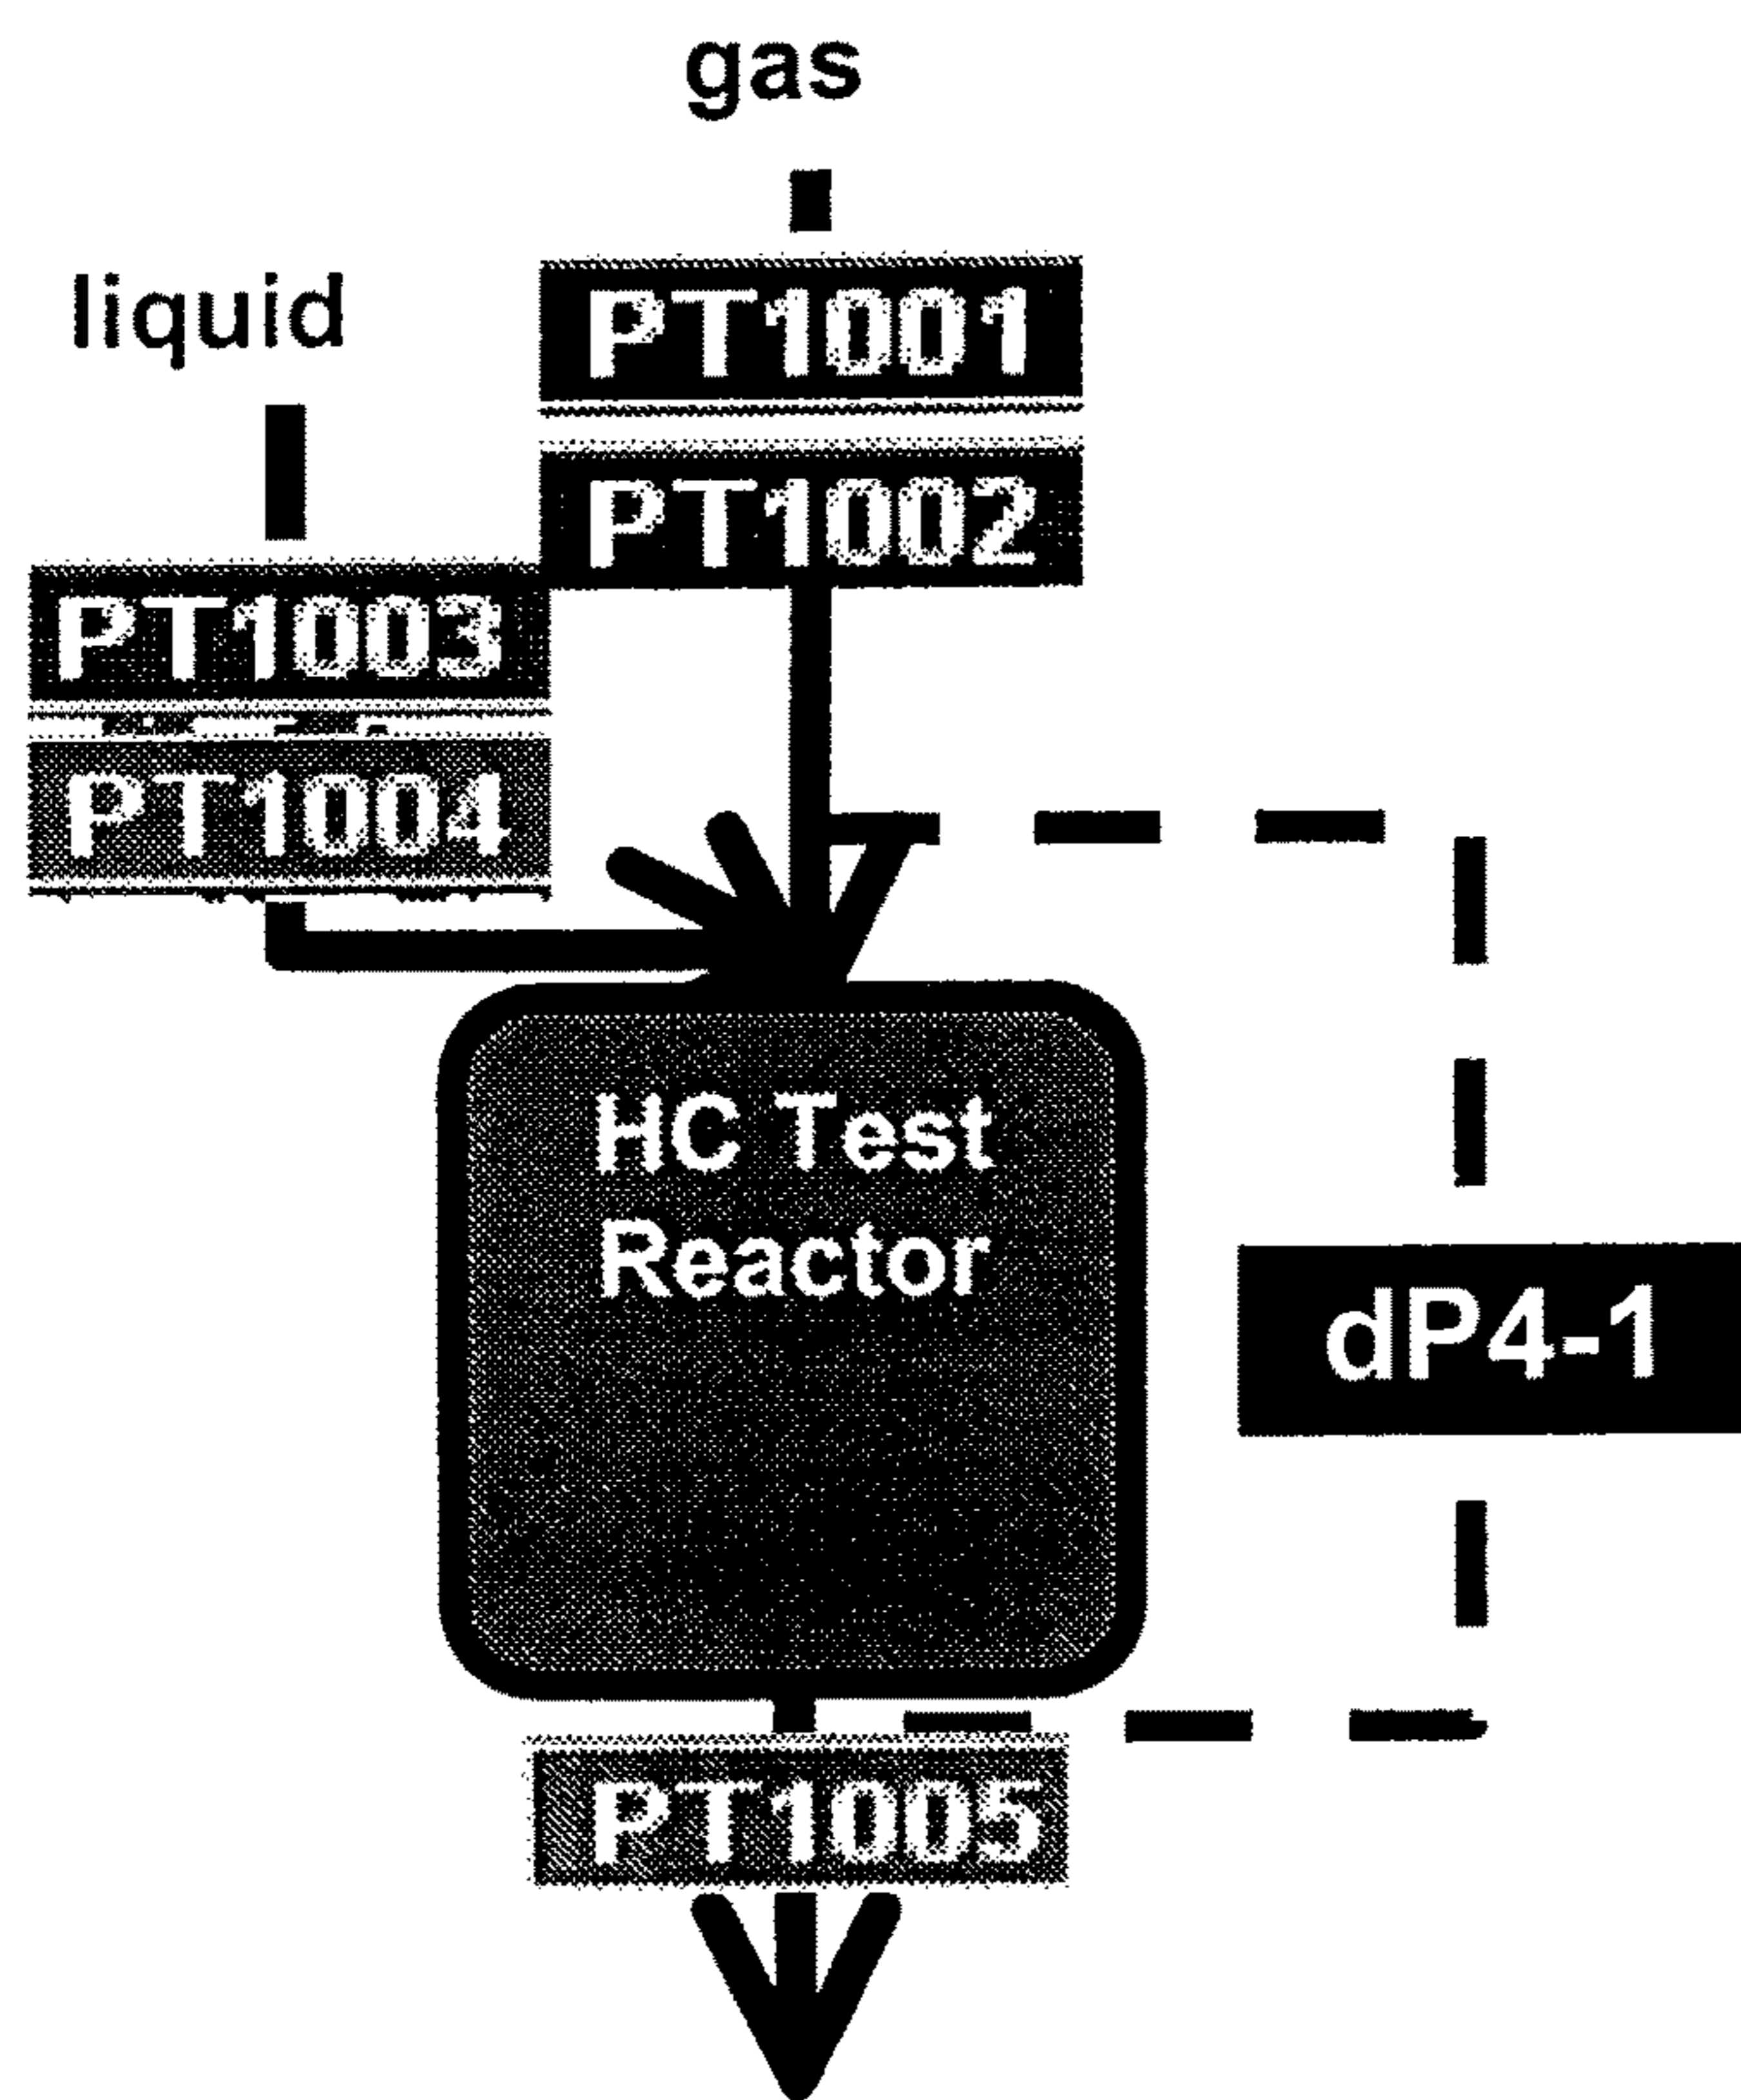 gas
liquid
PT1001
PT1002
PT1003
PT1004
HC Test
Reactor
dP4-1
PT1005